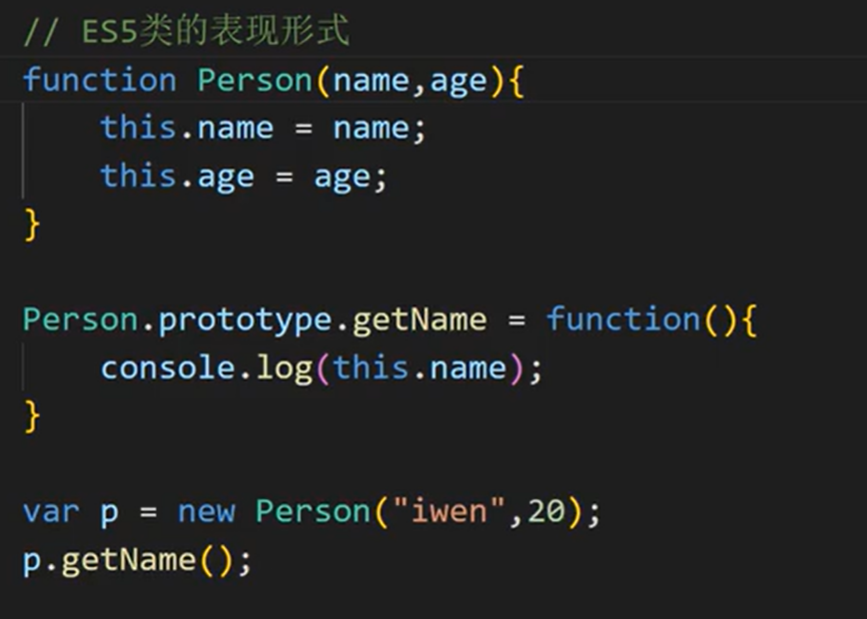 // ES5类的表现形式
function Person(name,age){
    this.name = name;
    this.age = age;
}
Person.prototype.getName = function(){
    console.log(this.name);
}
var p = new Person("iwen",20);
p.getName();